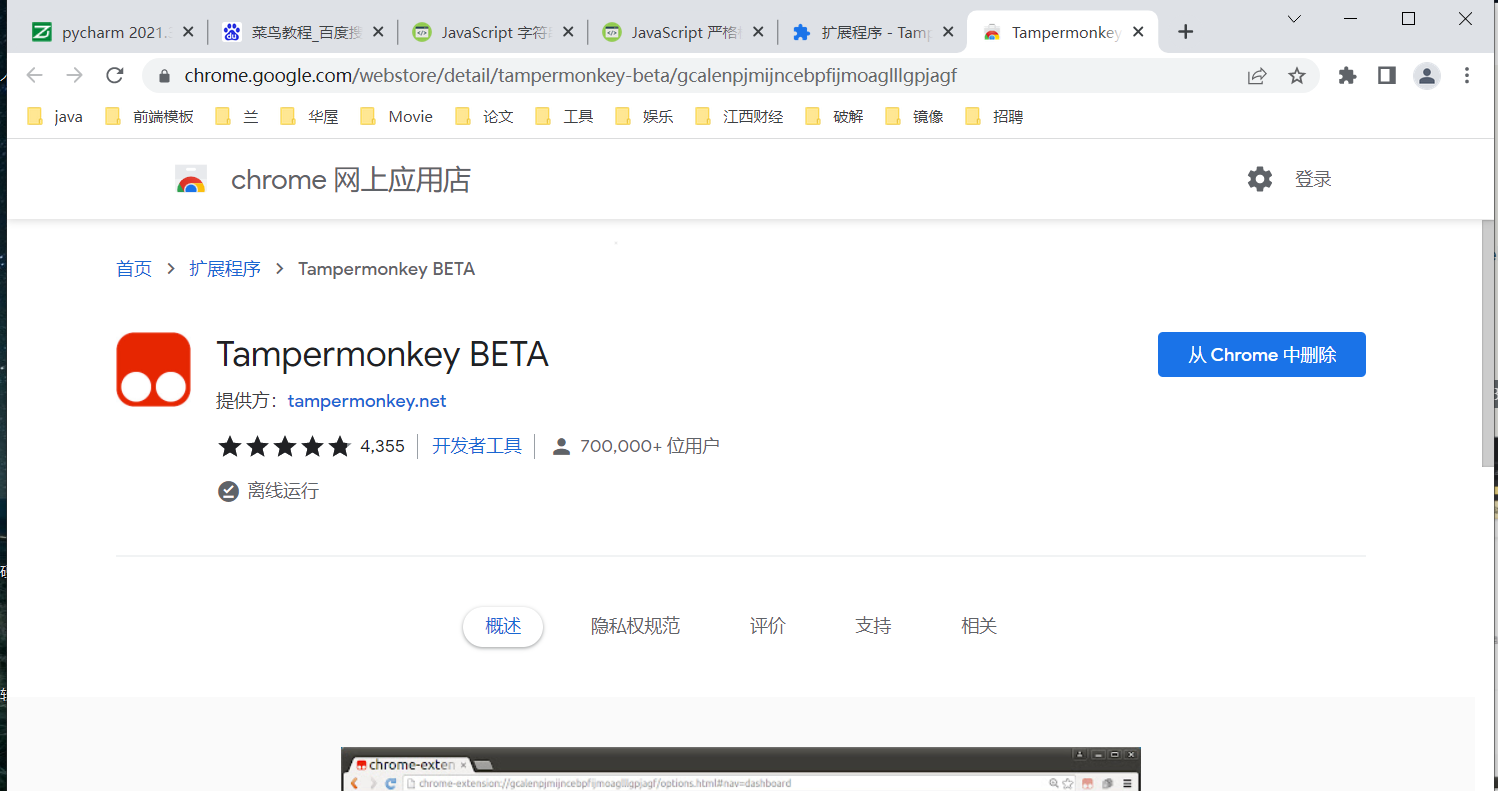 pycharm 2021.
菜鸟教程_百度搜
JavaScript 字符
JavaScript 严格
扩展程序 - Tamp
Tampermonkey
chrome.google.com/webstore/detail/tampermonkey-beta/gcalenpjmijncebpfijmoaglllgpjagf
java 前端模板 兰 华屋 Movie 论文 工具 娱乐 江西财经 破解 镜像 招聘
chrome 网上应用店 登录
首页 > 扩展程序 > Tampermonkey BETA
Tampermonkey BETA
从 Chrome 中删除
提供方: tampermonkey.net
4,355 开发者工具 700,000+ 位用户
离线运行
概述 隐私权规范 评价 支持 相关
chrome-exten
chrome-extension://gcalenpjmijncebpfijmoaglllgpjagf/options.html#nav=dashboard